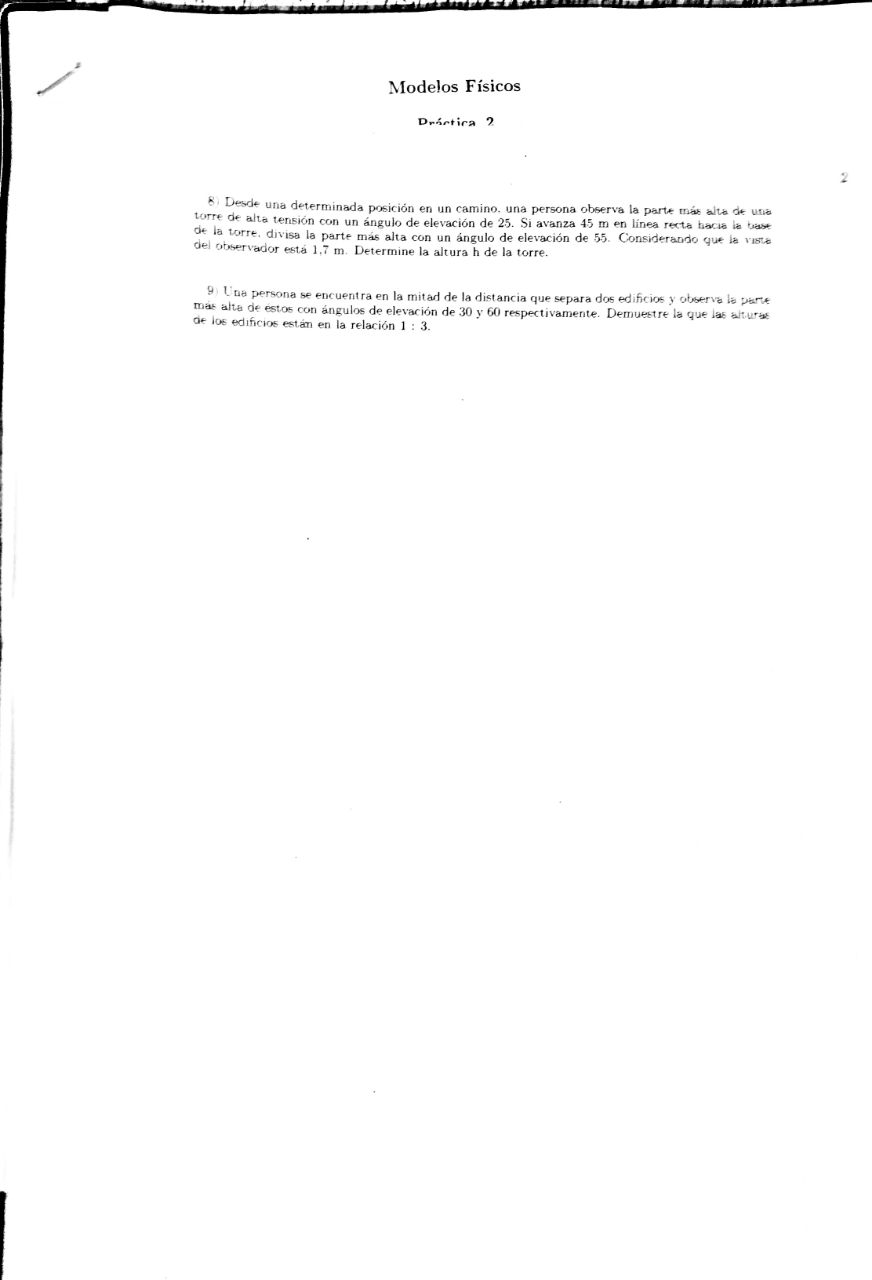 Modelos Físicos
Práctica 2
2
8) Desde una determinada posición en un camino, una persona observa la parte más alta de una
torre de alta tensión con un ángulo de elevación de 25. Si avanza 45 m en línea recta hacia la base
de la torre, divisa la parte más alta con un ángulo de elevación de 55. Considerando que la vista
del observador está 1,7 m. Determine la altura h de la torre.
9) Una persona se encuentra en la mitad de la distancia que separa dos edificios y observa la parte
más alta de éstos con ángulos de elevación de 30 y 60 respectivamente. Demuestre la que las alturas
de los edificios están en la relación 1 : 3.